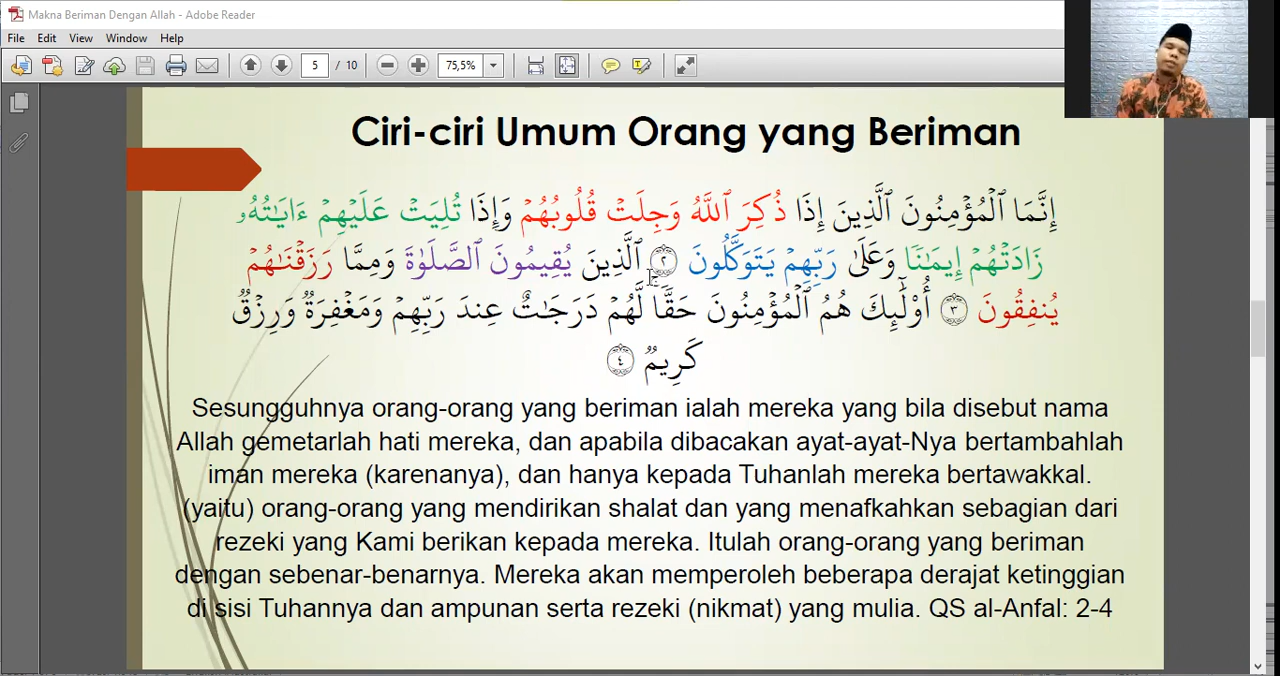 Makna Beriman Dengan Allah - Adobe Reader
File Edit View Window Help
5 / 10 75,5%
Ciri-ciri Umum Orang yang Beriman
إِنَّمَا ٱلۡمُؤۡمِنُونَ ٱلَّذِينَ إِذَا ذُكِرَ ٱللَّهُ وَجِلَتۡ قُلُوبُهُمۡ وَإِذَا تُلِيَتۡ عَلَيۡهِمۡ ءَايَٰتُهُۥ
زَادَتۡهُمۡ إِيمَٰنٗا وَعَلَىٰ رَبِّهِمۡ يَتَوَكَّلُونَ ٢ ٱلَّذِينَ يُقِيمُونَ ٱلصَّلَوٰةَ وَمِمَّا رَزَقۡنَٰهُمۡ
يُنفِقُونَ ٣ أُوْلَٰٓئِكَ هُمُ ٱلۡمُؤۡمِنُونَ حَقّٗا لَّهُمۡ دَرَجَٰتٌ عِندَ رَبِّهِمۡ وَمَغۡفِرَةٞ وَرِزۡقٞ
كَرِيمٞ ٤
Sesungguhnya orang-orang yang beriman ialah mereka yang bila disebut nama
Allah gemetarlah hati mereka, dan apabila dibacakan ayat-ayat-Nya bertambahlah
iman mereka (karenanya), dan hanya kepada Tuhanlah mereka bertawakkal.
(yaitu) orang-orang yang mendirikan shalat dan yang menafkahkan sebagian dari
rezeki yang Kami berikan kepada mereka. Itulah orang-orang yang beriman
dengan sebenar-benarnya. Mereka akan memperoleh beberapa derajat ketinggian
di sisi Tuhannya dan ampunan serta rezeki (nikmat) yang mulia. QS al-Anfal: 2-4